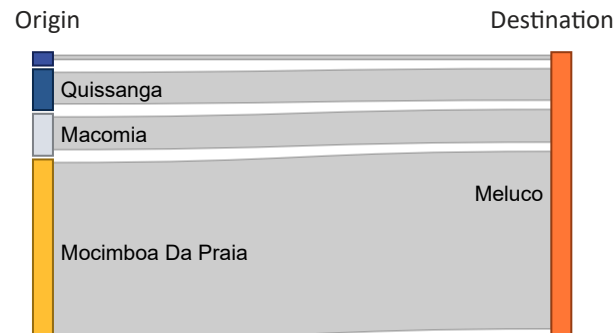 Origin
Destination
Quissanga
Macomia
Meluco
Mocimboa Da Praia